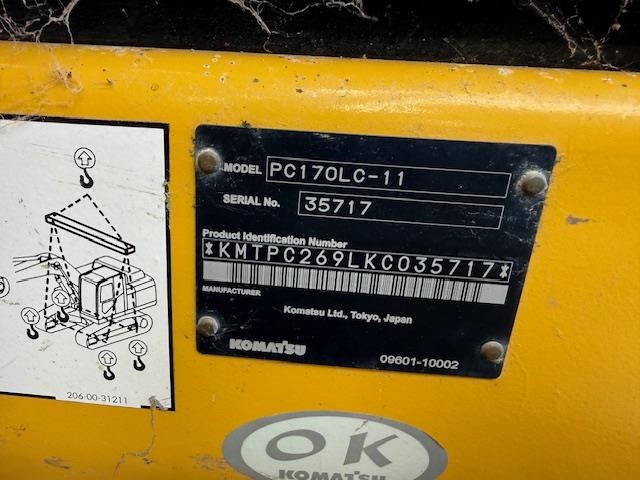 MODEL PC170LC-11
SERIAL No. 35717
Product Identification Number
*KMTPC269LKC035717*
MANUFACTURER
Komatsu Ltd., Tokyo, Japan
KOMATSU 09601-10002
206-00-31211
OK
KOMATSU